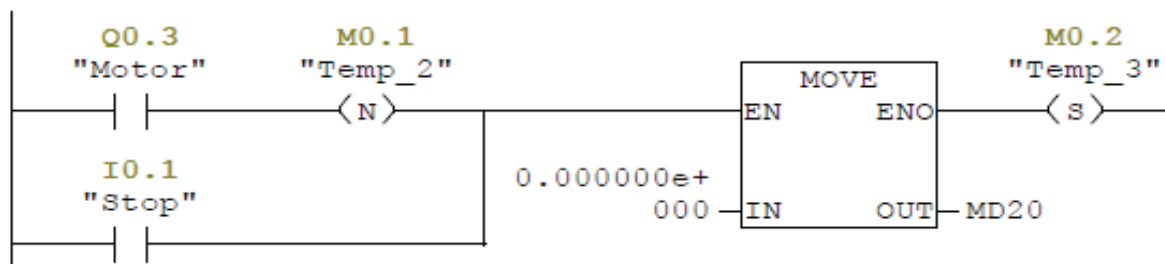 Q0.3
"Motor"
M0.1
"Temp_2"
N
MOVE
EN
ENO
M0.2
"Temp_3"
S
I0.1
"Stop"
0.000000e+
000
IN
OUT
MD20